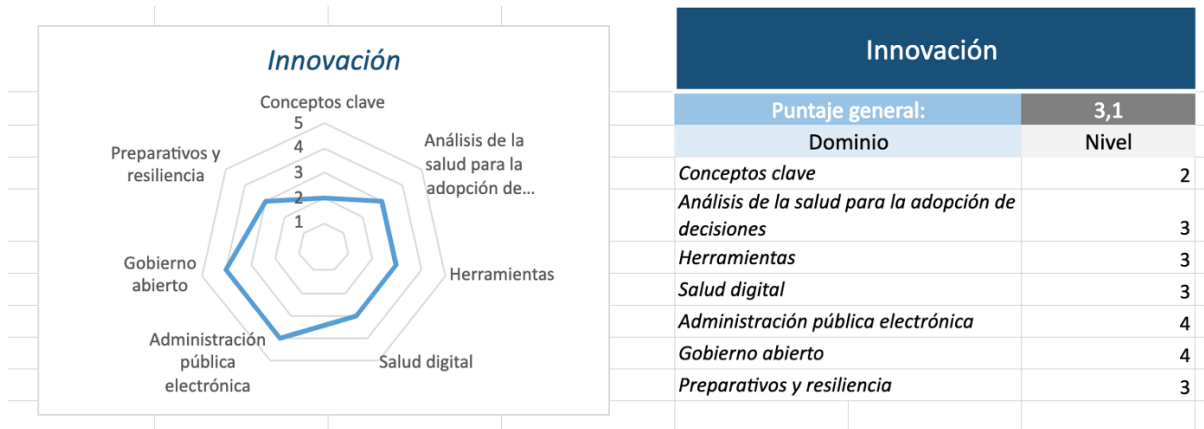 Innovación
Conceptos clave
5
4
3
2
1
Análisis de la
salud para la
adopción de...
Herramientas
Salud digital
Administración
pública
electrónica
Gobierno
abierto
Preparativos y
resiliencia
Innovación
Puntaje general: 3,1
Dominio Nivel
Conceptos clave 2
Análisis de la salud para la adopción de
decisiones 3
Herramientas 3
Salud digital 3
Administración pública electrónica 4
Gobierno abierto 4
Preparativos y resiliencia 3